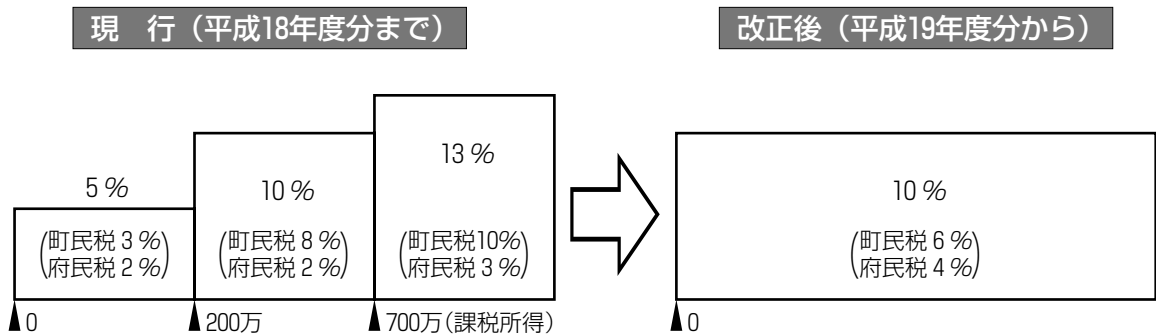 現　行（平成18年度分まで）
改正後（平成19年度分から）
5％
(町民税3％)
(府民税2％)
10％
(町民税8％)
(府民税2％)
13％
(町民税10%)
(府民税3％)
10％
(町民税6％)
(府民税4％)
0
200万
700万(課税所得)
0